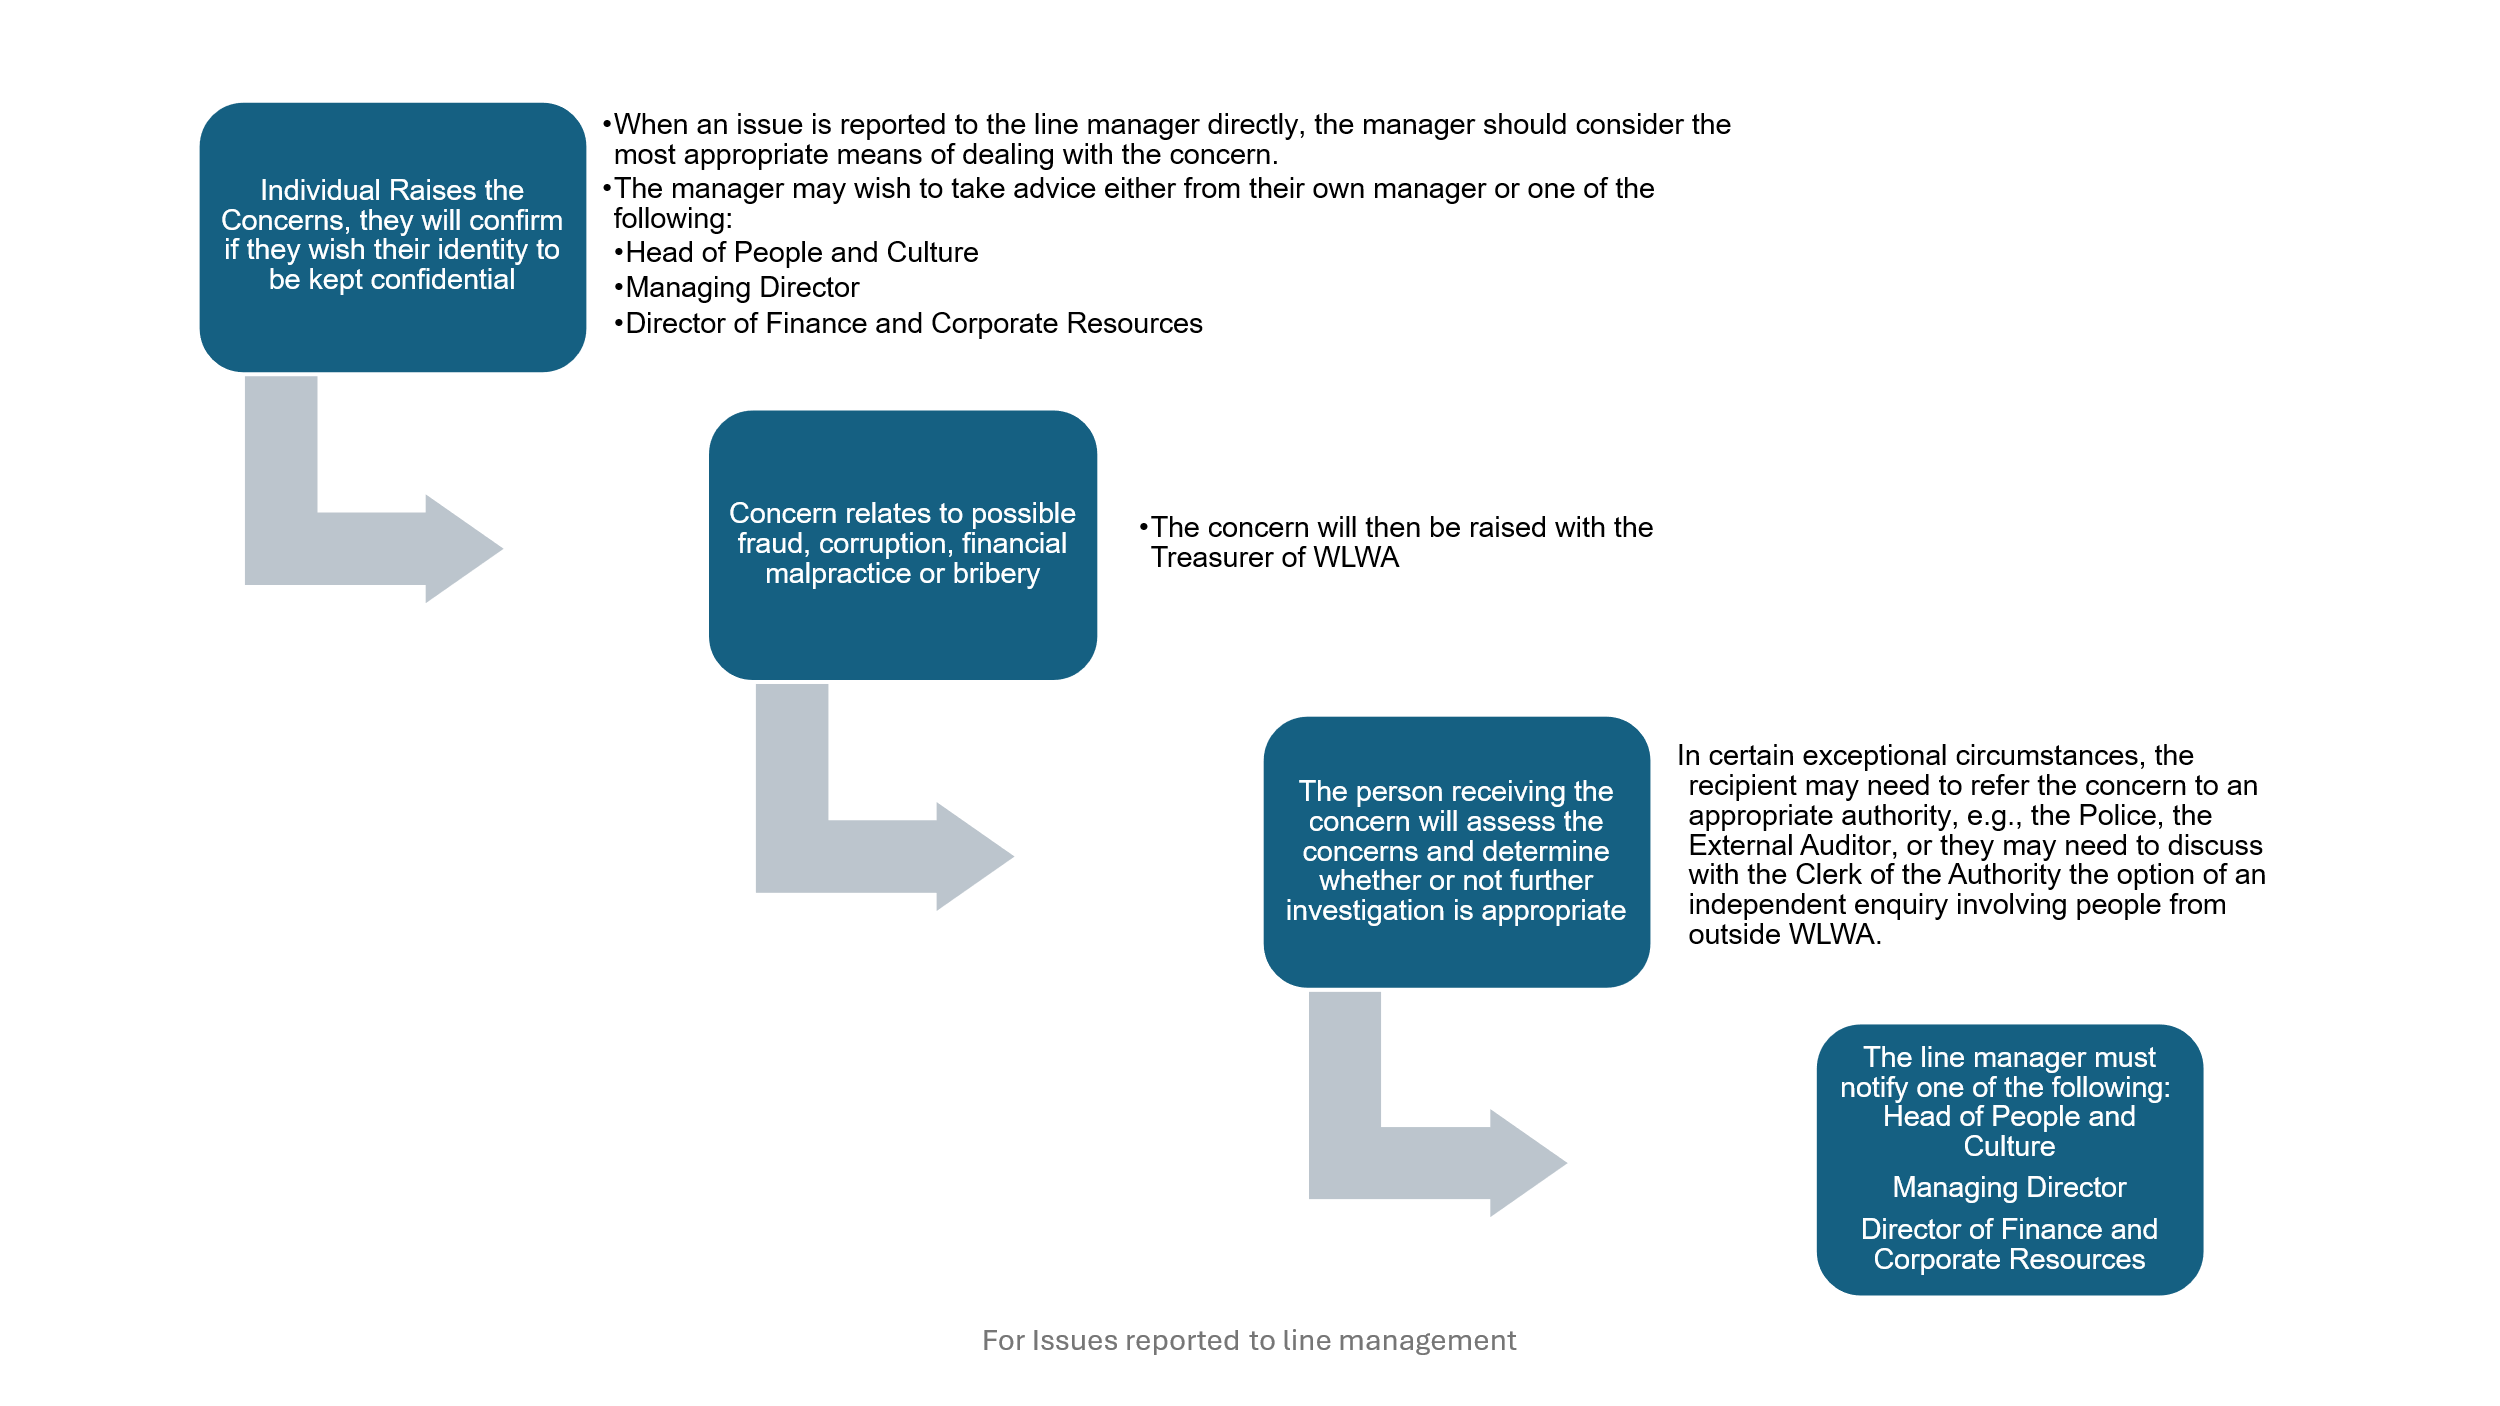 Individual Raises the
Concerns, they will confirm
if they wish their identity to
be kept confidential
•When an issue is reported to the line manager directly, the manager should consider the
most appropriate means of dealing with the concern.
•The manager may wish to take advice either from their own manager or one of the
following:
•Head of People and Culture
•Managing Director
•Director of Finance and Corporate Resources
Concern relates to possible
fraud, corruption, financial
malpractice or bribery
•The concern will then be raised with the
Treasurer of WLWA
The person receiving the
concern will assess the
concerns and determine
whether or not further
investigation is appropriate
In certain exceptional circumstances, the
recipient may need to refer the concern to an
appropriate authority, e.g., the Police, the
External Auditor, or they may need to discuss
with the Clerk of the Authority the option of an
independent enquiry involving people from
outside WLWA.
The line manager must
notify one of the following:
Head of People and
Culture
Managing Director
Director of Finance and
Corporate Resources
For Issues reported to line management